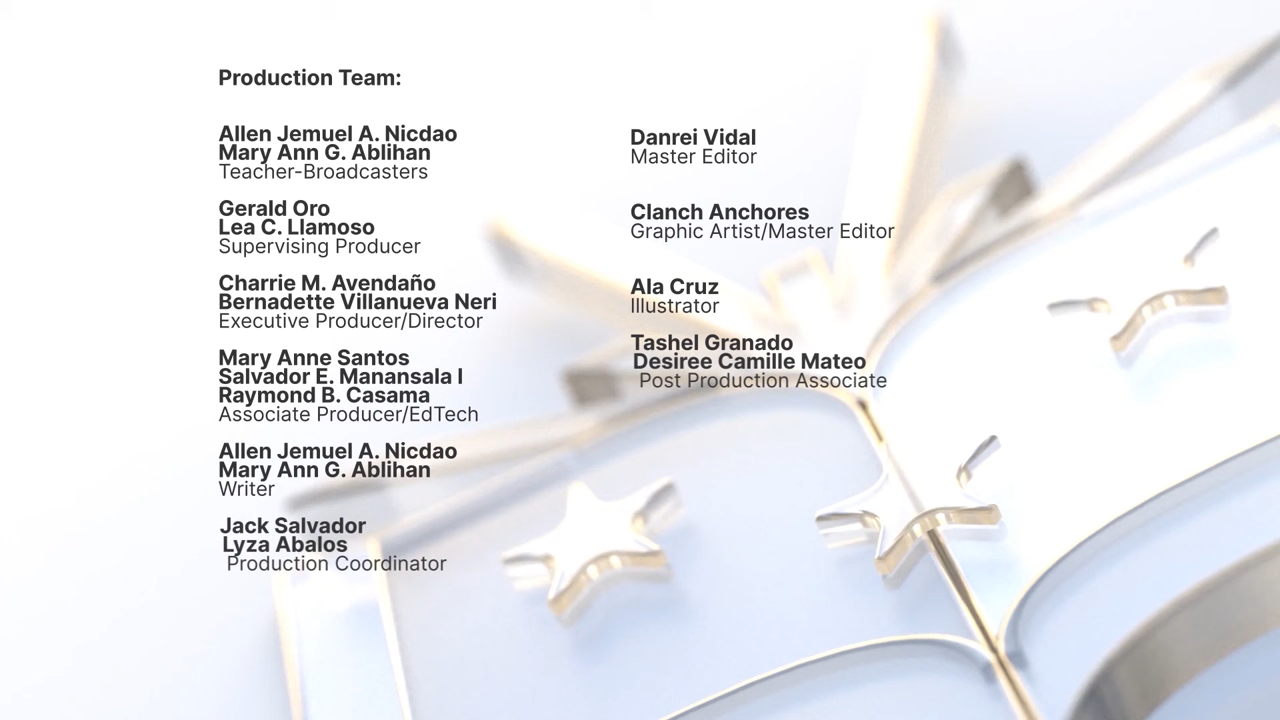 Production Team:
Allen Jemuel A. Nicdao
Mary Ann G. Ablihan
Teacher-Broadcasters
Gerald Oro
Lea C. Llamoso
Supervising Producer
Charrie M. Avendaño
Bernadette Villanueva Neri
Executive Producer/Director
Mary Anne Santos
Salvador E. Manansala I
Raymond B. Casama
Associate Producer/EdTech
Allen Jemuel A. Nicdao
Mary Ann G. Ablihan
Writer
Jack Salvador
Lyza Abalos
Production Coordinator
Danrei Vidal
Master Editor
Clanch Anchores
Graphic Artist/Master Editor
Ala Cruz
Illustrator
Tashel Granado
Desiree Camille Mateo
Post Production Associate